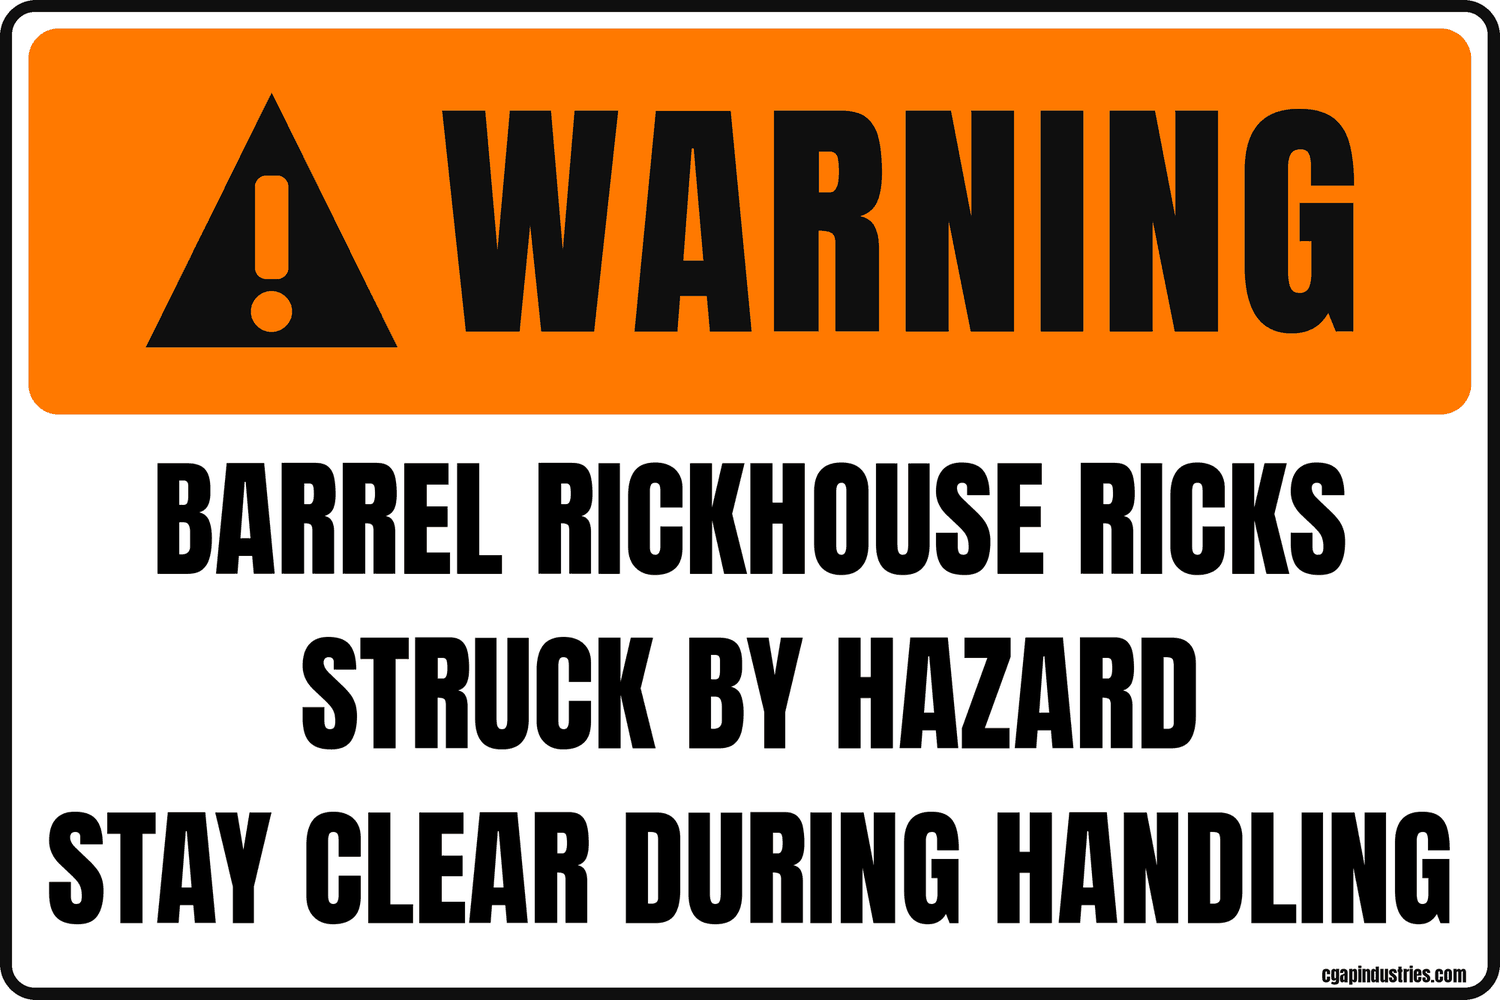 WARNING
BARREL RICKHOUSE RICKS
STRUCK BY HAZARD
STAY CLEAR DURING HANDLING
cgapindustries.com